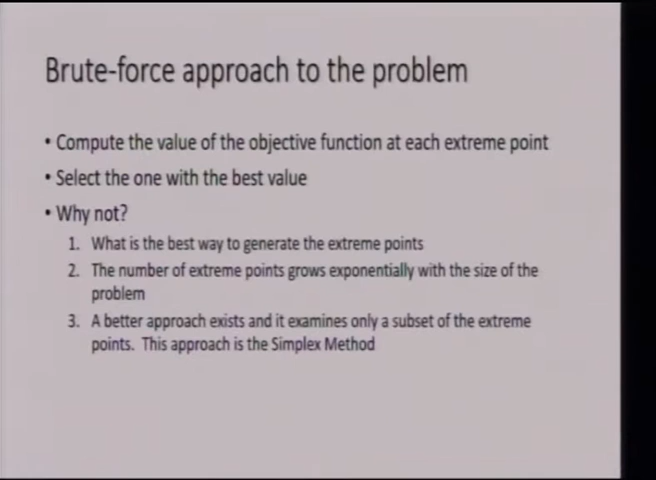 Brute-force approach to the problem
• Compute the value of the objective function at each extreme point
• Select the one with the best value
• Why not?
1. What is the best way to generate the extreme points
2. The number of extreme points grows exponentially with the size of the
problem
3. A better approach exists and it examines only a subset of the extreme
points. This approach is the Simplex Method